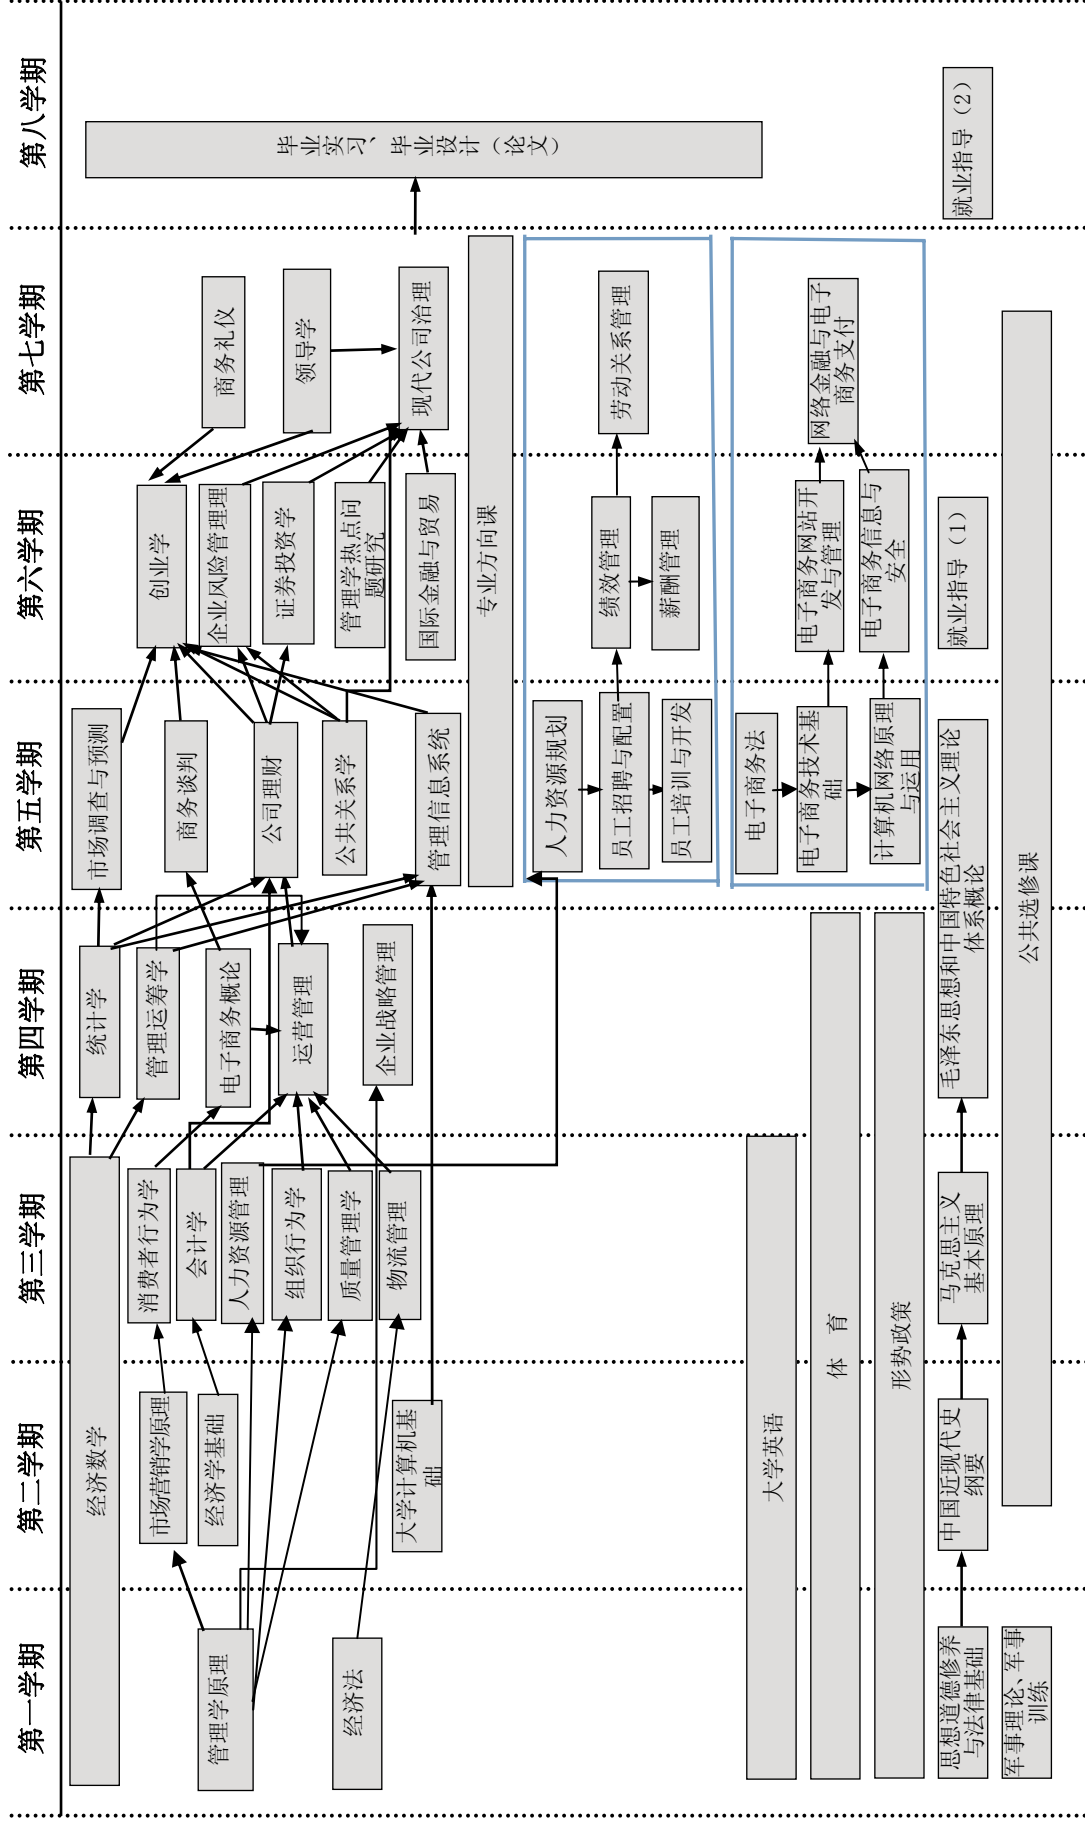 第一学期
第二学期
第三学期
第四学期
第五学期
第六学期
第七学期
第八学期
经济数学
管理学原理
经济法
市场营销学原理
经济学基础
大学计算机基
础
消费者行为学
会计学
人力资源管理
组织行为学
质量管理学
物流管理
统计学
管理运筹学
电子商务概论
运营管理
企业战略管理
市场调查与预测
商务谈判
公司理财
公共关系学
管理信息系统
创业学
企业风险管理理
证券投资学
管理学热点问
题研究
国际金融与贸易
商务礼仪
领导学
现代公司治理
毕业实习、毕业设计（论文）
专业方向课
人力资源规划
员工招聘与配置
员工培训与开发
绩效管理
薪酬管理
劳动关系管理
电子商务法
电子商务技术基
础
计算机网络原理
与运用
电子商务网站开
发与管理
电子商务信息与
安全
网络金融与电子
商务支付
大学英语
体 育
形势政策
思想道德修养
与法律基础
中国近现代史
纲要
马克思主义
基本原理
毛泽东思想和中国特色社会主义理论
体系概论
就业指导（1）
就业指导（2）
军事理论、军事
训练
公共选修课